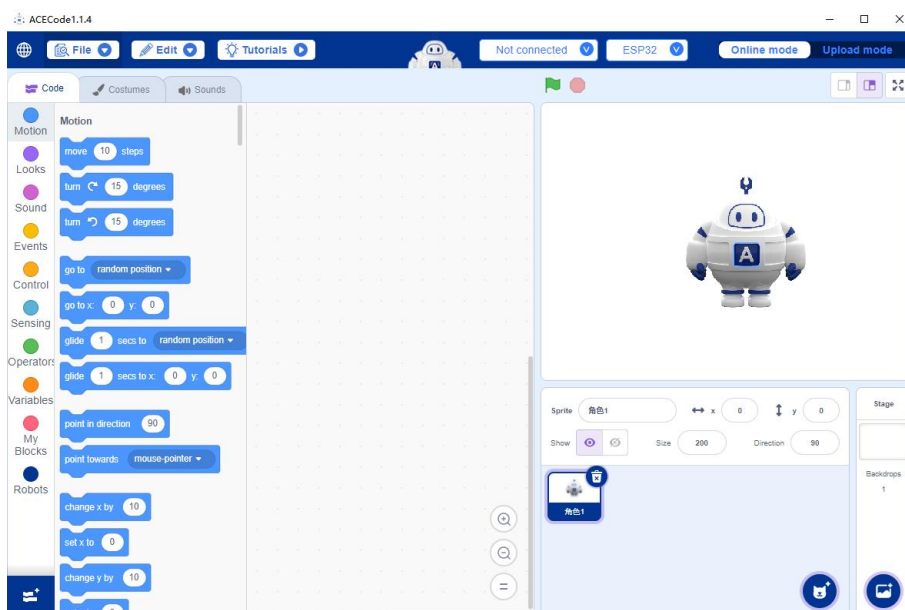 ACECode1.1.4
File Edit Tutorials Not connected ESP32 Online mode Upload mode
Code Costumes Sounds
Motion
Looks
Sound
Events
Control
Sensing
Operators
Variables
My
Blocks
Robots
Motion
move 10 steps
turn 15 degrees
turn 15 degrees
go to random position
go to x: 0 y: 0
glide 1 secs to random position
glide 1 secs to x: 0 y: 0
point in direction 90
point towards mouse-pointer
change x by 10
set x to 0
change y by 10
A
Sprite 角色1 x 0 y 0
Show Size 200 Direction 90
角色1
Stage
Backdrops
1